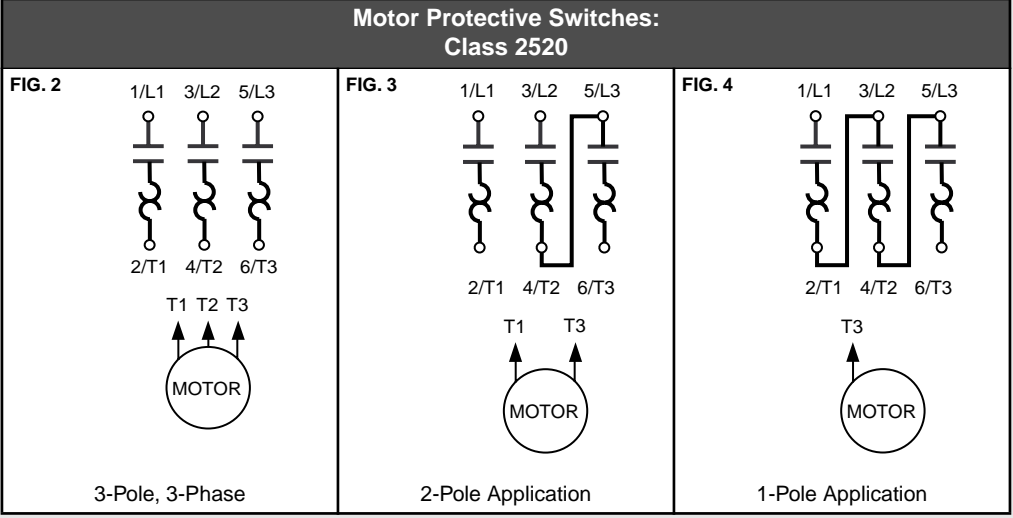 Motor Protective Switches:
Class 2520
FIG. 2
1/L1 3/L2 5/L3
2/T1 4/T2 6/T3
T1 T2 T3
MOTOR
3-Pole, 3-Phase
FIG. 3
1/L1 3/L2 5/L3
2/T1 4/T2 6/T3
T1 T3
MOTOR
2-Pole Application
FIG. 4
1/L1 3/L2 5/L3
2/T1 4/T2 6/T3
T3
MOTOR
1-Pole Application